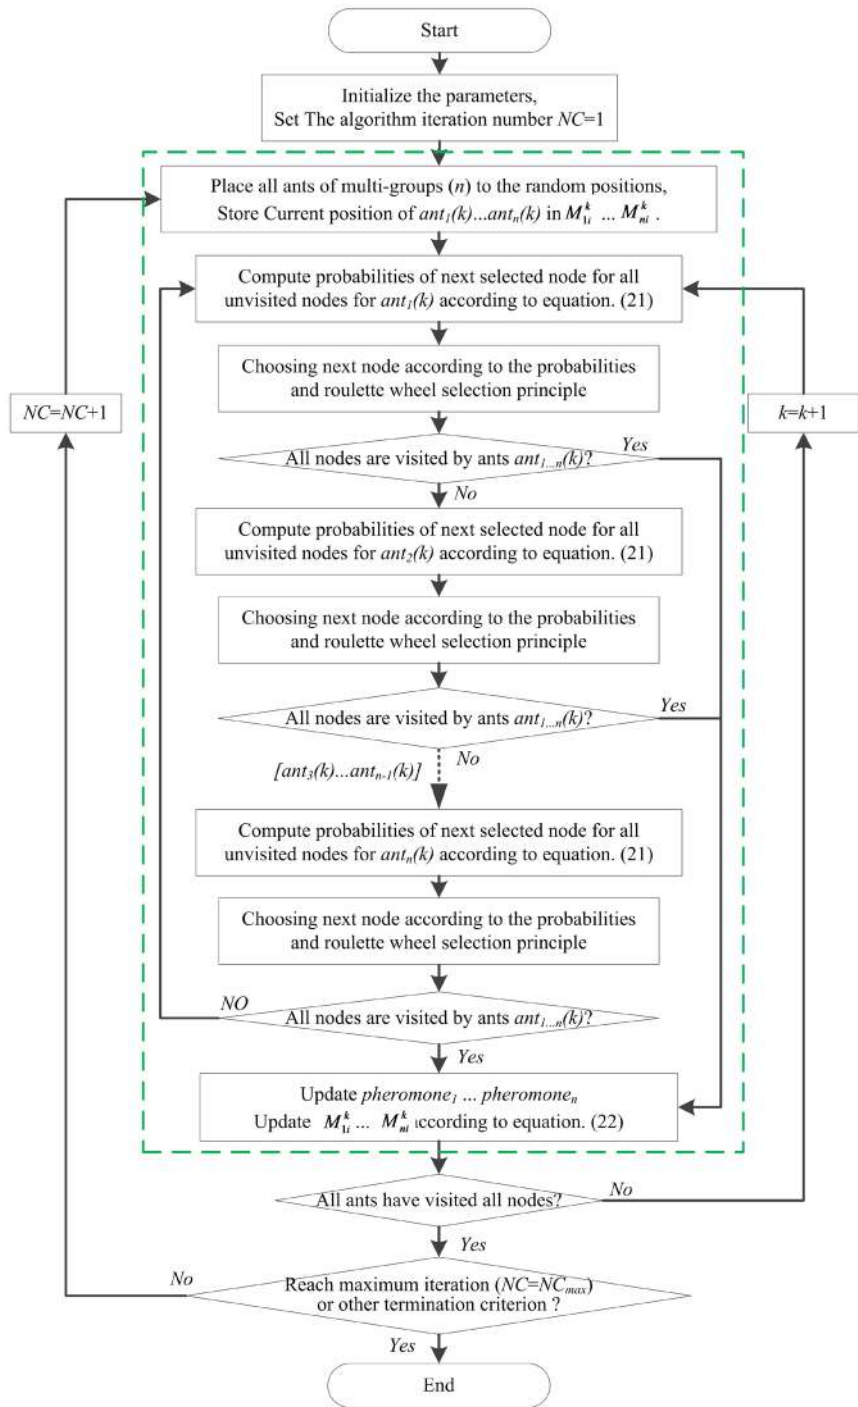 Start
Initialize the parameters,
Set The algorithm iteration number NC=1
Place all ants of multi-groups (n) to the random positions,
Store Current position of ant₁(k)...antₙ(k) in M₁ᵢᵏ ... Mₙᵢᵏ .
Compute probabilities of next selected node for all
unvisited nodes for ant₁(k) according to equation. (21)
Choosing next node according to the probabilities
and roulette wheel selection principle
NC=NC+1
k=k+1
All nodes are visited by ants ant₁...ₙ(k)?
Yes
No
Compute probabilities of next selected node for all
unvisited nodes for ant₂(k) according to equation. (21)
Choosing next node according to the probabilities
and roulette wheel selection principle
All nodes are visited by ants ant₁...ₙ(k)?
Yes
No
[ant₃(k)...antₙ₋₁(k)]
Compute probabilities of next selected node for all
unvisited nodes for antₙ(k) according to equation. (21)
Choosing next node according to the probabilities
and roulette wheel selection principle
NO
All nodes are visited by ants ant₁...ₙ(k)?
Yes
Update pheromone₁ ... pheromoneₙ
Update M₁ᵢᵏ ... Mₙᵢᵏ according to equation. (22)
All ants have visited all nodes?
No
Yes
No
Reach maximum iteration (NC=NCmax)
or other termination criterion ?
Yes
End